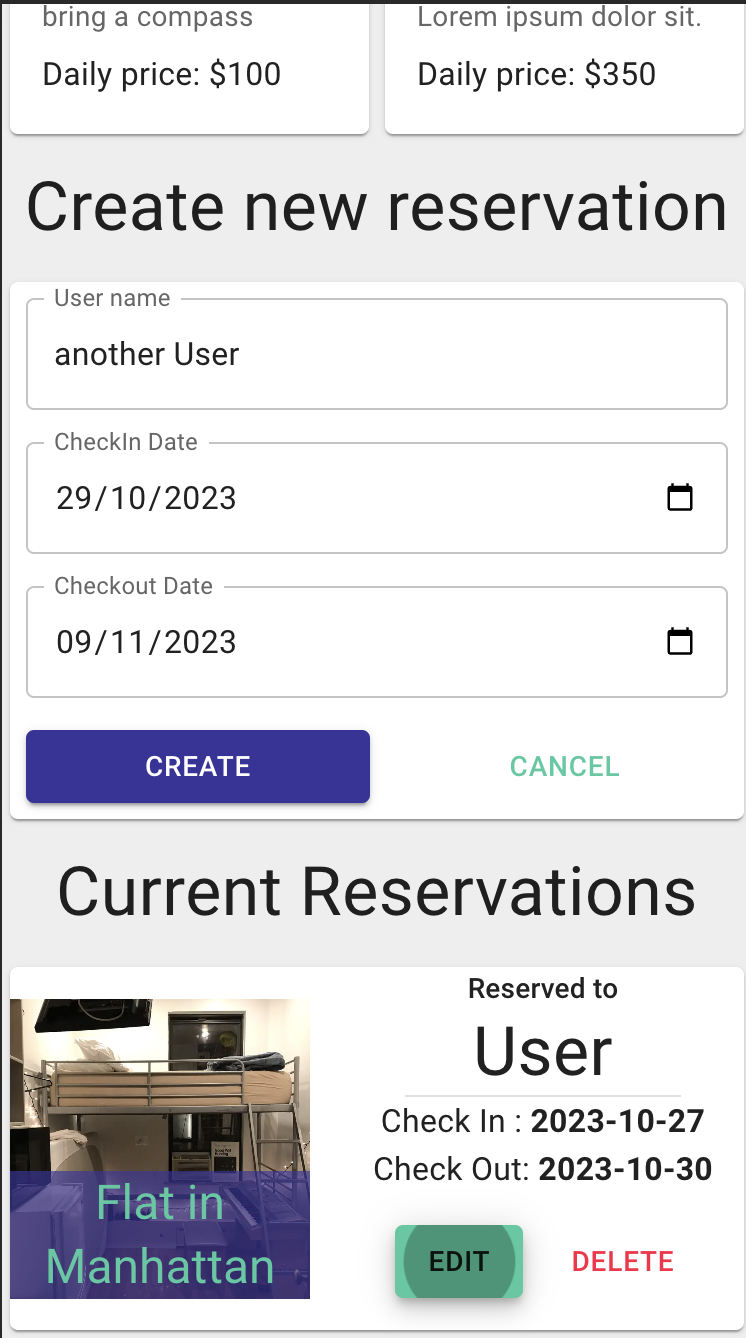 bring a compass
Daily price: $100
Lorem ipsum dolor sit.
Daily price: $350
Create new reservation
User name
another User
CheckIn Date
29/10/2023
Checkout Date
09/11/2023
CREATE
CANCEL
Current Reservations
Flat in
Manhattan
Reserved to
User
Check In : 2023-10-27
Check Out: 2023-10-30
EDIT
DELETE